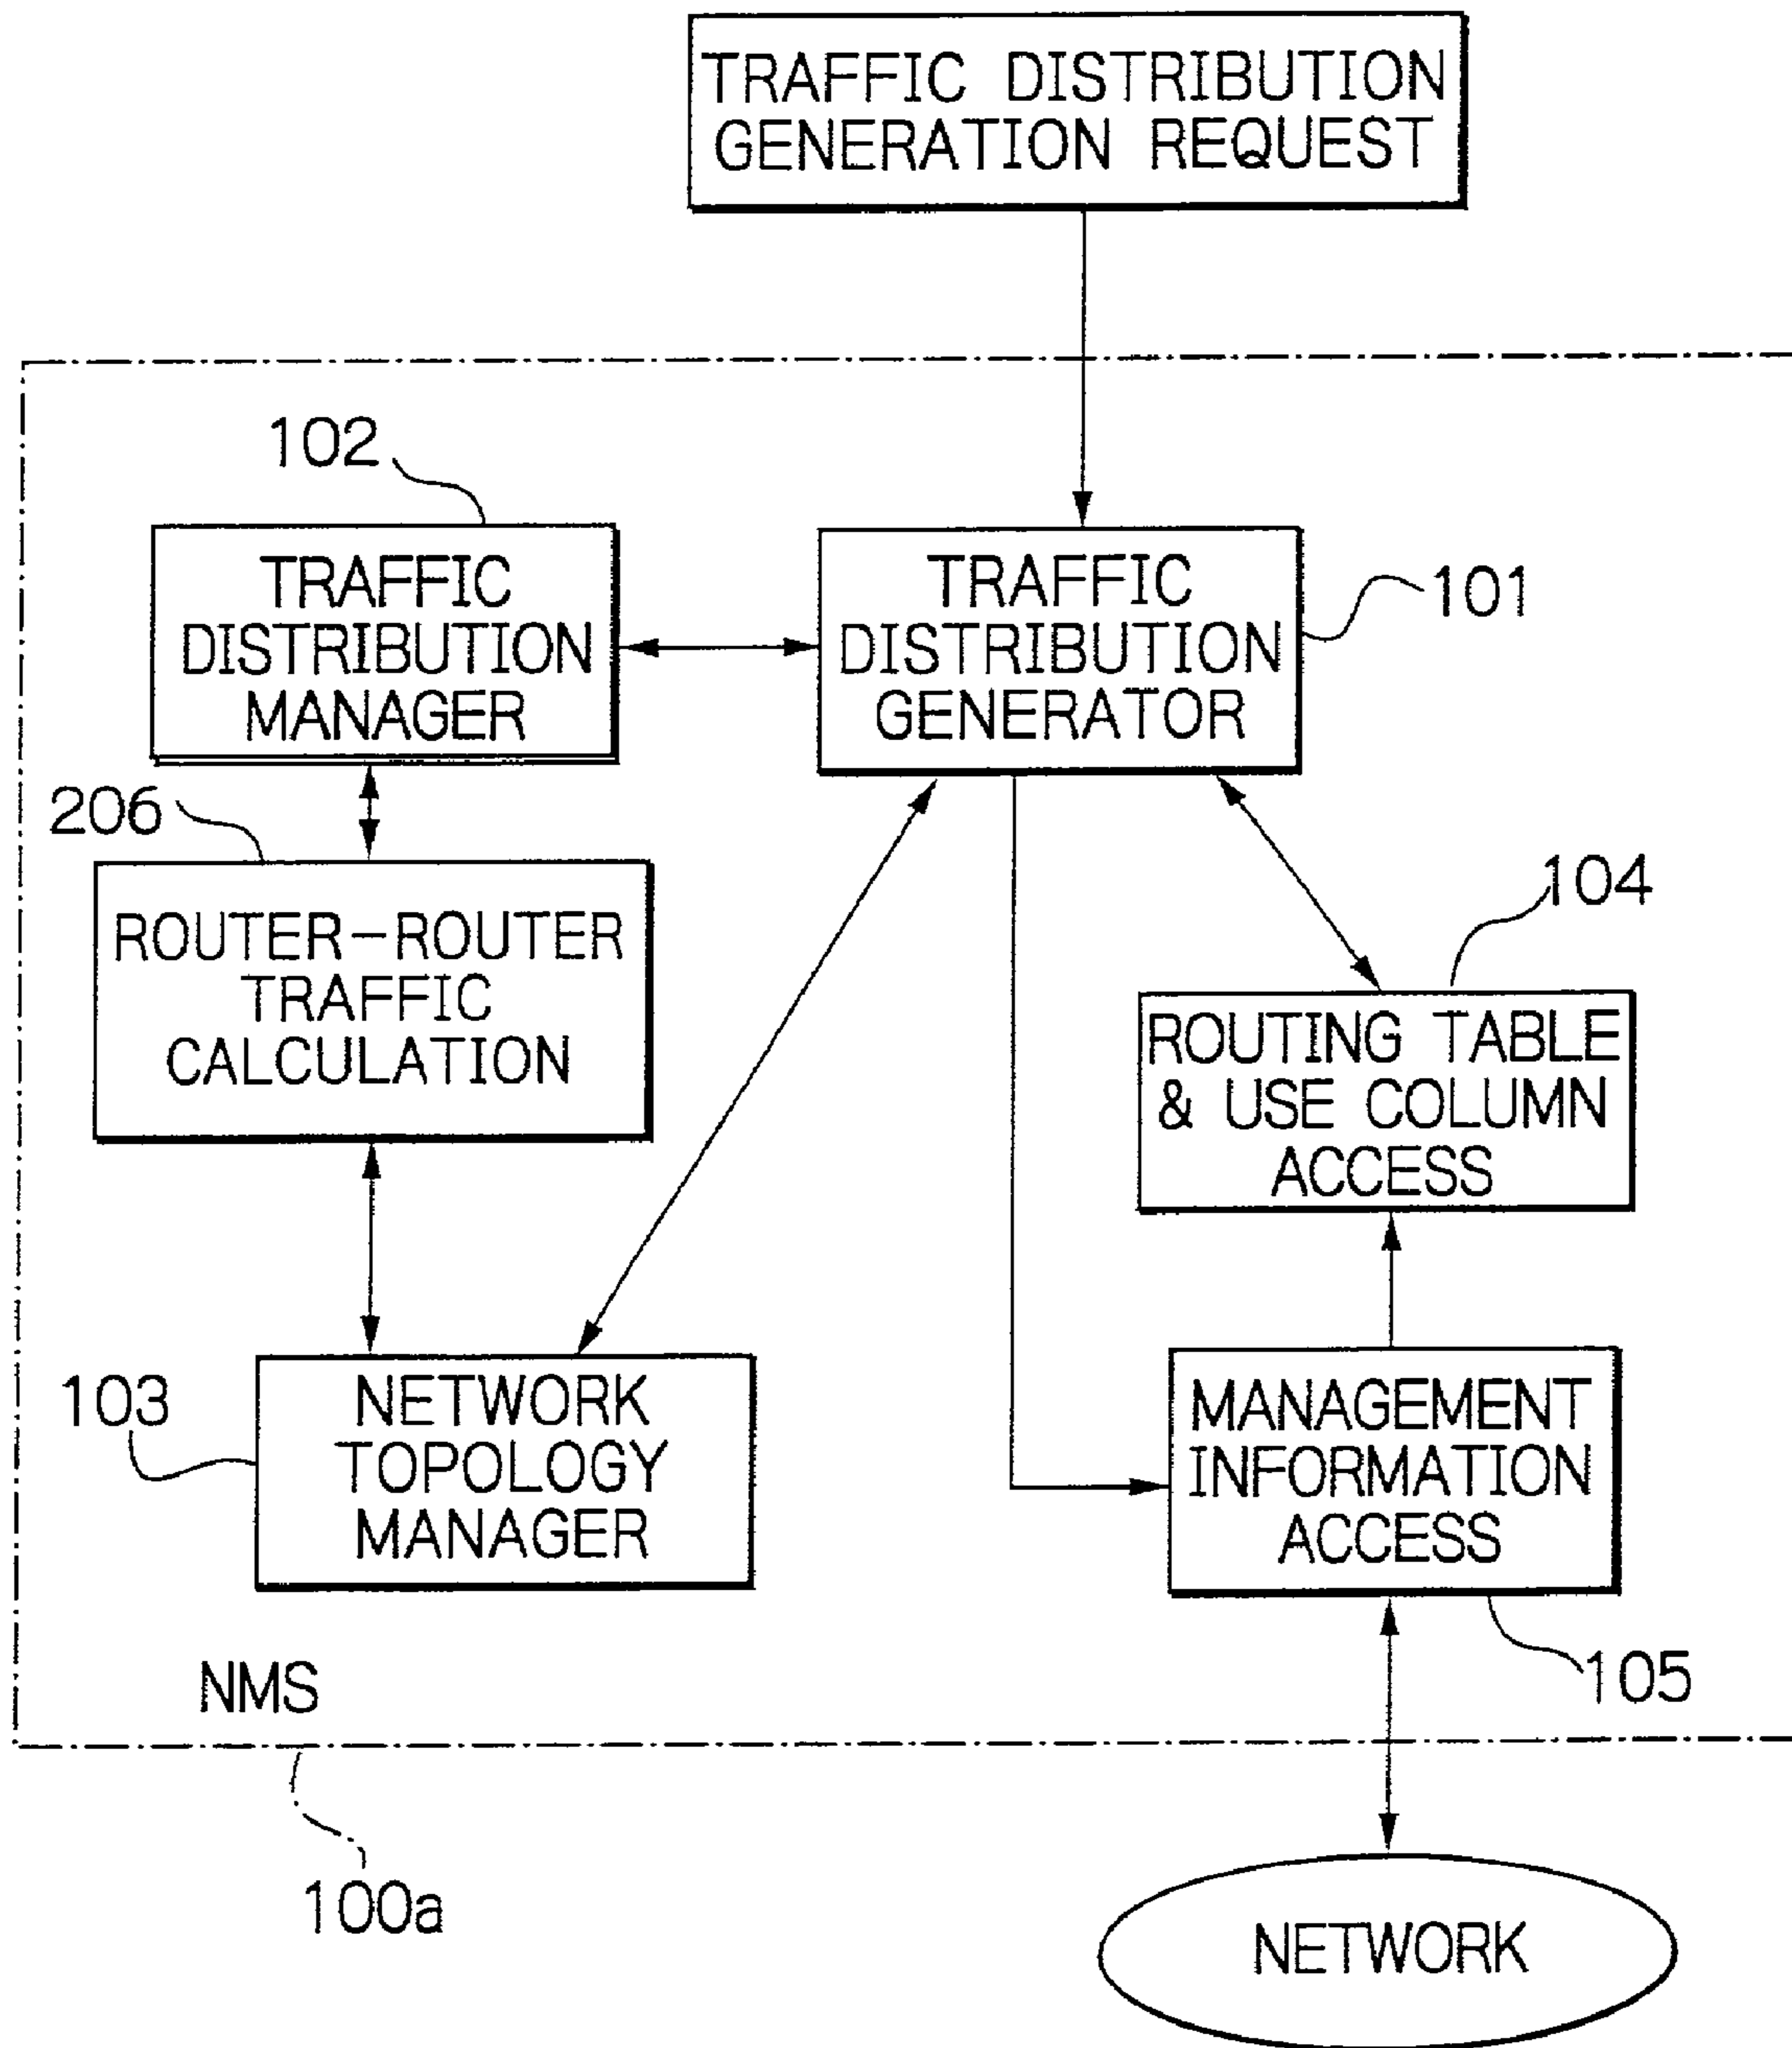 TRAFFIC DISTRIBUTION
GENERATION REQUEST
102
TRAFFIC
DISTRIBUTION
MANAGER
TRAFFIC
DISTRIBUTION
GENERATOR
101
206
ROUTER-ROUTER
TRAFFIC
CALCULATION
104
ROUTING TABLE
& USE COLUMN
ACCESS
103
NETWORK
TOPOLOGY
MANAGER
MANAGEMENT
INFORMATION
ACCESS
105
NMS
100a
NETWORK